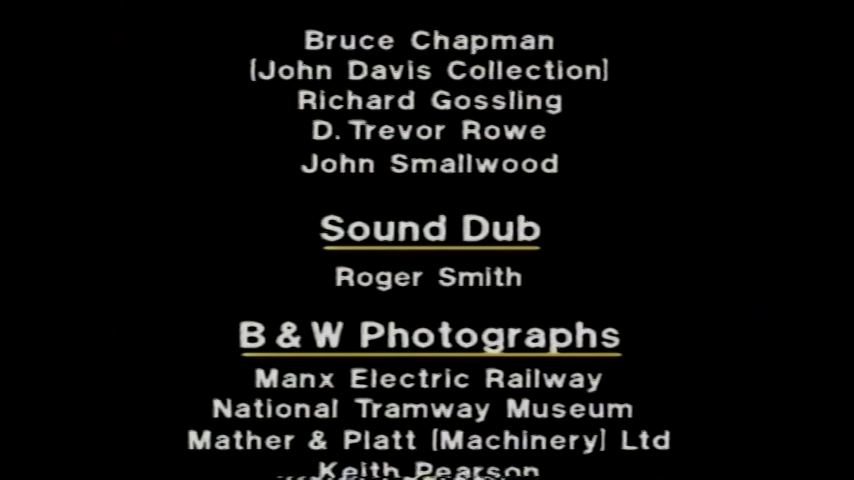 Bruce Chapman
(John Davis Collection)
Richard Gossling
D. Trevor Rowe
John Smallwood
Sound Dub
Roger Smith
B & W Photographs
Manx Electric Railway
National Tramway Museum
Mather & Platt (Machinery) Ltd
Keith Pearson